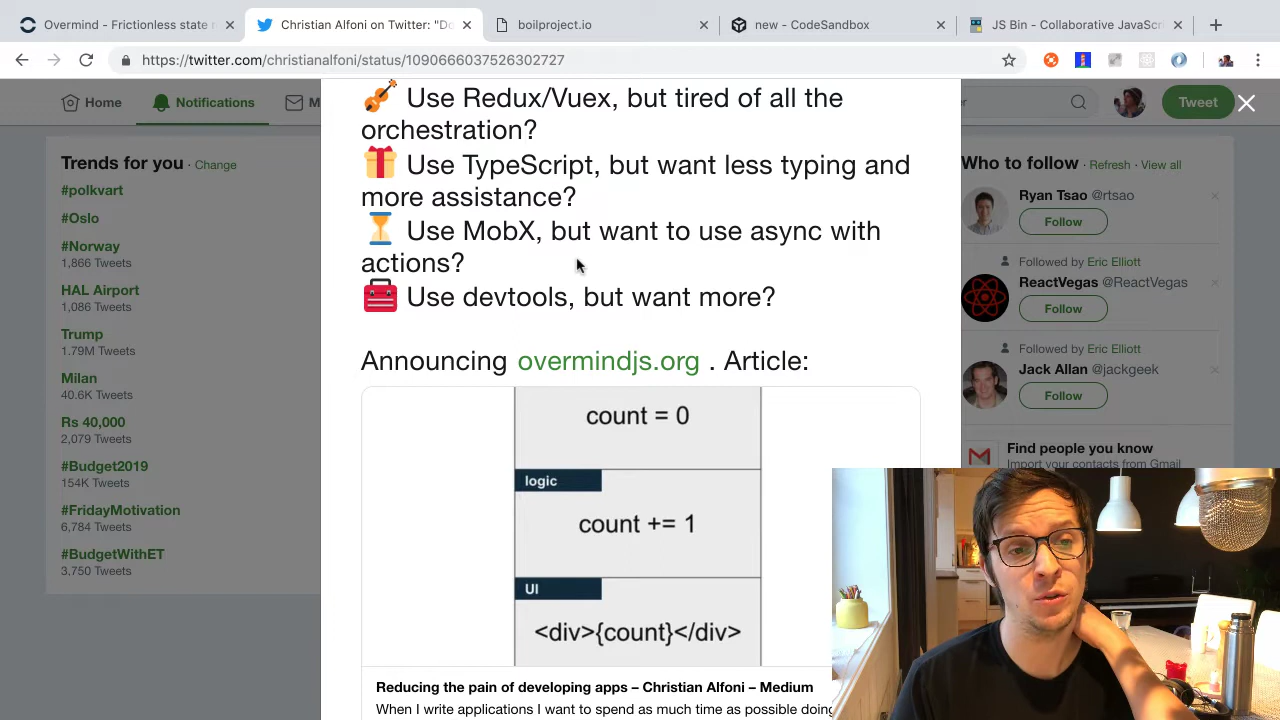 Overmind - Frictionless state r
Christian Alfoni on Twitter: "De
boilproject.io
new - CodeSandbox
JS Bin - Collaborative JavaScri
https://twitter.com/christianalfoni/status/1090666037526302727
Home
Notifications
M
Tweet
Trends for you · Change
#polkvart
#Oslo
#Norway
1,866 Tweets
HAL Airport
1,086 Tweets
Trump
1.79M Tweets
Milan
40.6K Tweets
Rs 40,000
2,079 Tweets
#Budget2019
154K Tweets
#FridayMotivation
6,784 Tweets
#BudgetWithET
3,750 Tweets
🎻 Use Redux/Vuex, but tired of all the
orchestration?
🎁 Use TypeScript, but want less typing and
more assistance?
⏳ Use MobX, but want to use async with
actions?
🧰 Use devtools, but want more?
Announcing overmindjs.org . Article:
count = 0
logic
count += 1
UI
<div>{count}</div>
Reducing the pain of developing apps – Christian Alfoni – Medium
When I write applications I want to spend as much time as possible doing
Who to follow · Refresh · View all
Ryan Tsao @rtsao
Follow
Followed by Eric Elliott
ReactVegas @ReactVegas
Follow
Followed by Eric Elliott
Jack Allan @jackgeek
Follow
Find people you know
Import your contacts from Gmail